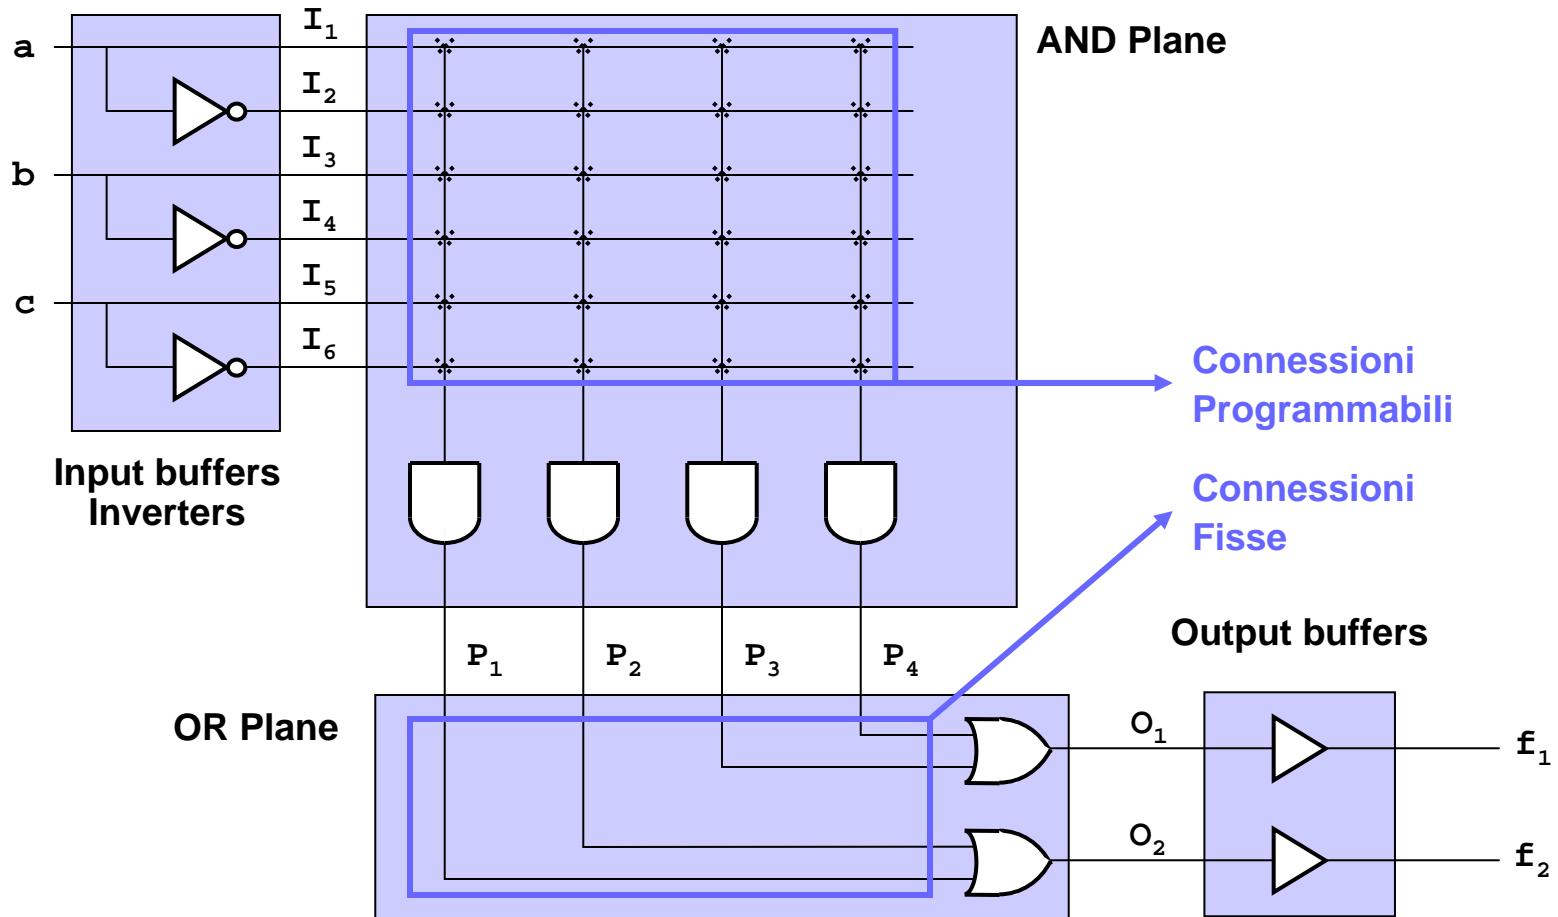 I1
a
AND Plane
I2
I3
b
I4
I5
c
I6
Connessioni
Programmabili
Input buffers
Inverters
Connessioni
Fisse
Output buffers
P1
P2
P3
P4
OR Plane
O1
f1
O2
f2